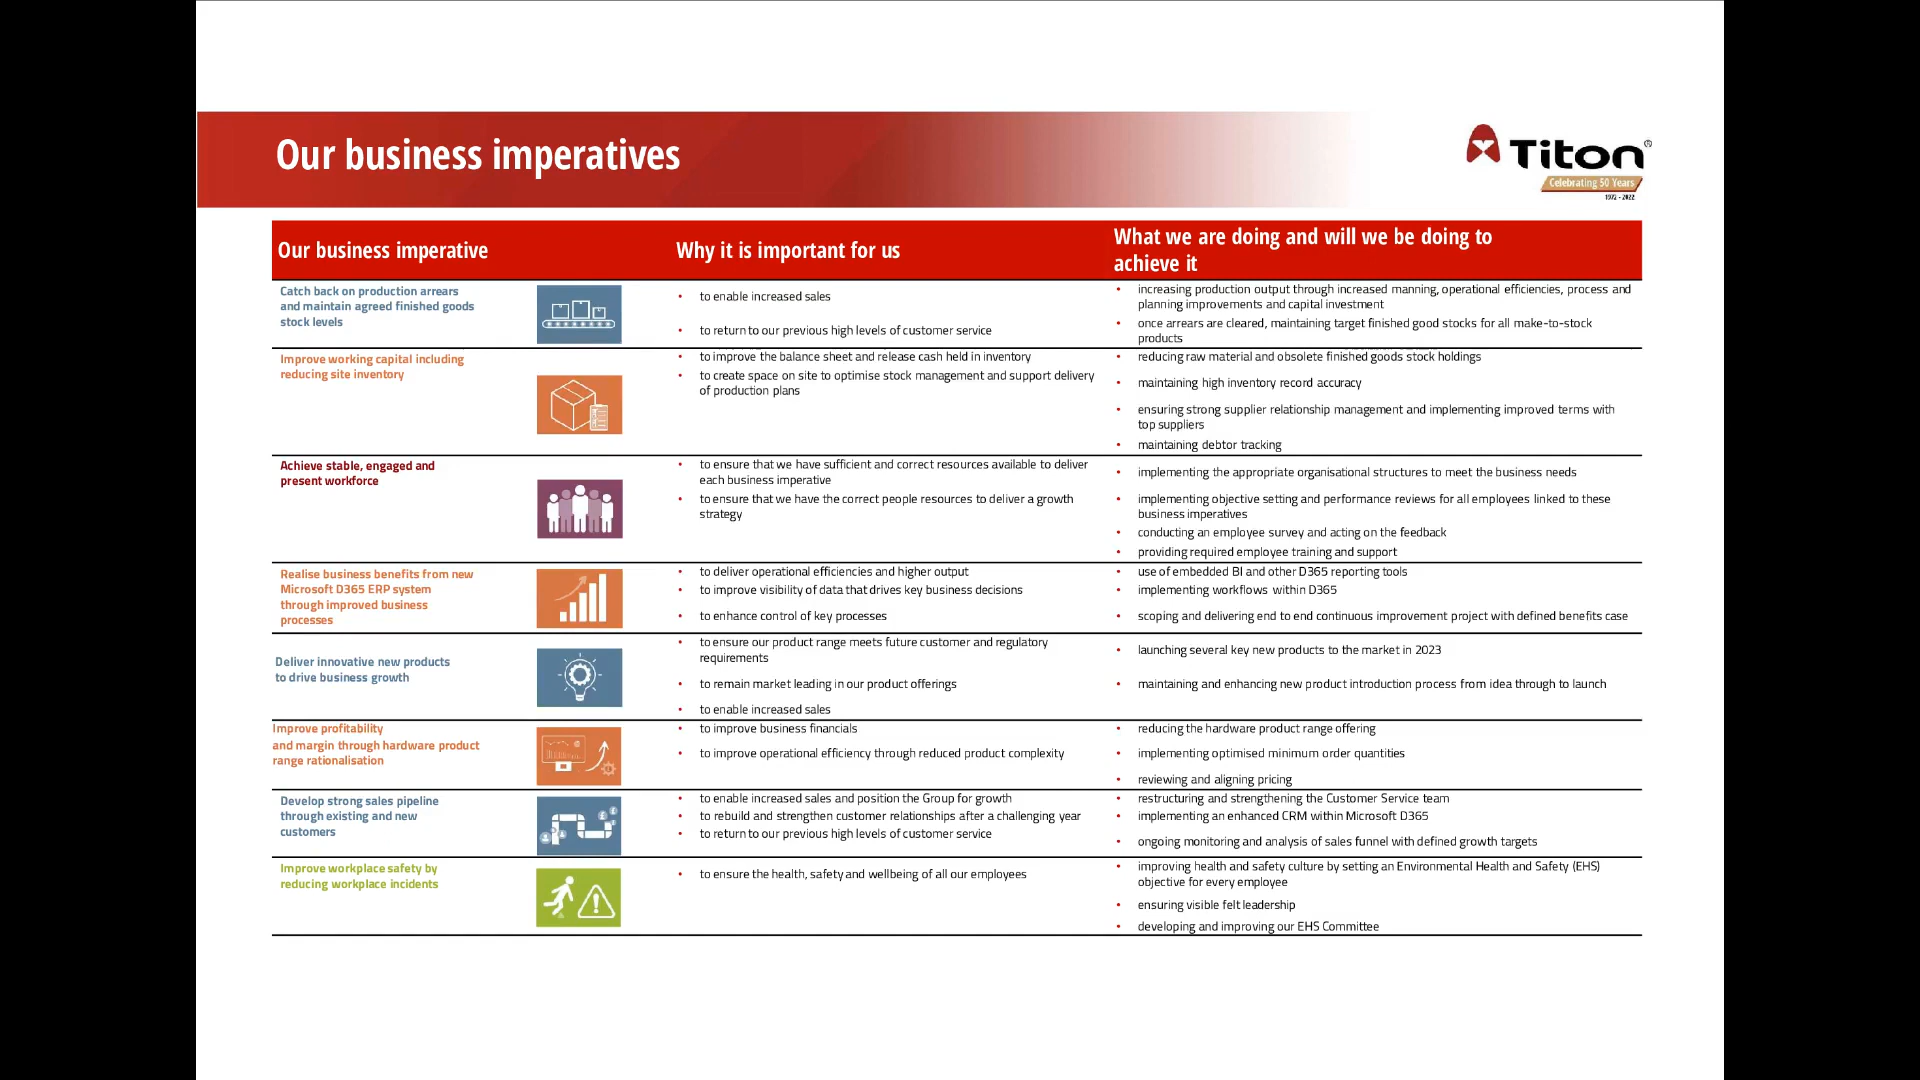 Our business imperatives
Titon®
Celebrating 50 Years
1972 - 2022
Our business imperative
Why it is important for us
What we are doing and will we be doing to
achieve it
Catch back on production arrears
and maintain agreed finished goods
stock levels
• to enable increased sales
• to return to our previous high levels of customer service
• increasing production output through increased manning, operational efficiencies, process and
planning improvements and capital investment
• once arrears are cleared, maintaining target finished good stocks for all make-to-stock
products
Improve working capital including
reducing site inventory
• to improve the balance sheet and release cash held in inventory
• to create space on site to optimise stock management and support delivery
of production plans
• reducing raw material and obsolete finished goods stock holdings
• maintaining high inventory record accuracy
• ensuring strong supplier relationship management and implementing improved terms with
top suppliers
• maintaining debtor tracking
Achieve stable, engaged and
present workforce
• to ensure that we have sufficient and correct resources available to deliver
each business imperative
• to ensure that we have the correct people resources to deliver a growth
strategy
• implementing the appropriate organisational structures to meet the business needs
• implementing objective setting and performance reviews for all employees linked to these
business imperatives
• conducting an employee survey and acting on the feedback
• providing required employee training and support
Realise business benefits from new
Microsoft D365 ERP system
through improved business
processes
• to deliver operational efficiencies and higher output
• to improve visibility of data that drives key business decisions
• to enhance control of key processes
• use of embedded BI and other D365 reporting tools
• implementing workflows within D365
• scoping and delivering end to end continuous improvement project with defined benefits case
Deliver innovative new products
to drive business growth
• to ensure our product range meets future customer and regulatory
requirements
• to remain market leading in our product offerings
• to enable increased sales
• launching several key new products to the market in 2023
• maintaining and enhancing new product introduction process from idea through to launch
Improve profitability
and margin through hardware product
range rationalisation
• to improve business financials
• to improve operational efficiency through reduced product complexity
• reducing the hardware product range offering
• implementing optimised minimum order quantities
• reviewing and aligning pricing
Develop strong sales pipeline
through existing and new
customers
• to enable increased sales and position the Group for growth
• to rebuild and strengthen customer relationships after a challenging year
• to return to our previous high levels of customer service
• restructuring and strengthening the Customer Service team
• implementing an enhanced CRM within Microsoft D365
• ongoing monitoring and analysis of sales funnel with defined growth targets
Improve workplace safety by
reducing workplace incidents
• to ensure the health, safety and wellbeing of all our employees
• improving health and safety culture by setting an Environmental Health and Safety (EHS)
objective for every employee
• ensuring visible felt leadership
• developing and improving our EHS Committee